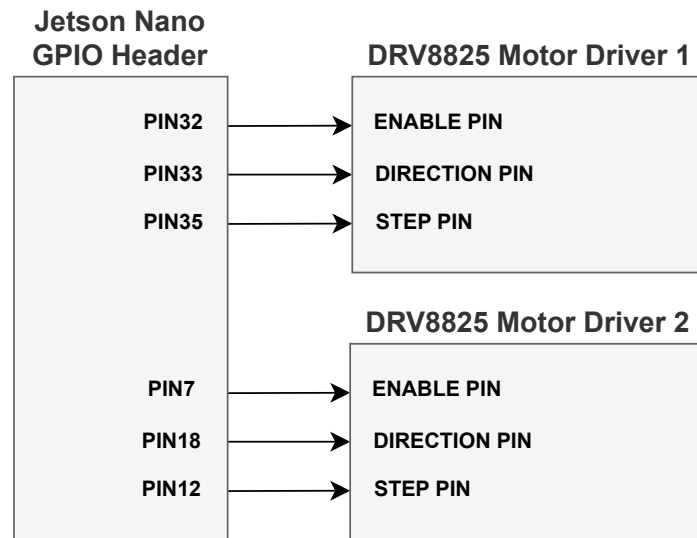 Jetson Nano
GPIO Header
DRV8825 Motor Driver 1
PIN32
ENABLE PIN
PIN33
DIRECTION PIN
PIN35
STEP PIN
DRV8825 Motor Driver 2
PIN7
ENABLE PIN
PIN18
DIRECTION PIN
PIN12
STEP PIN